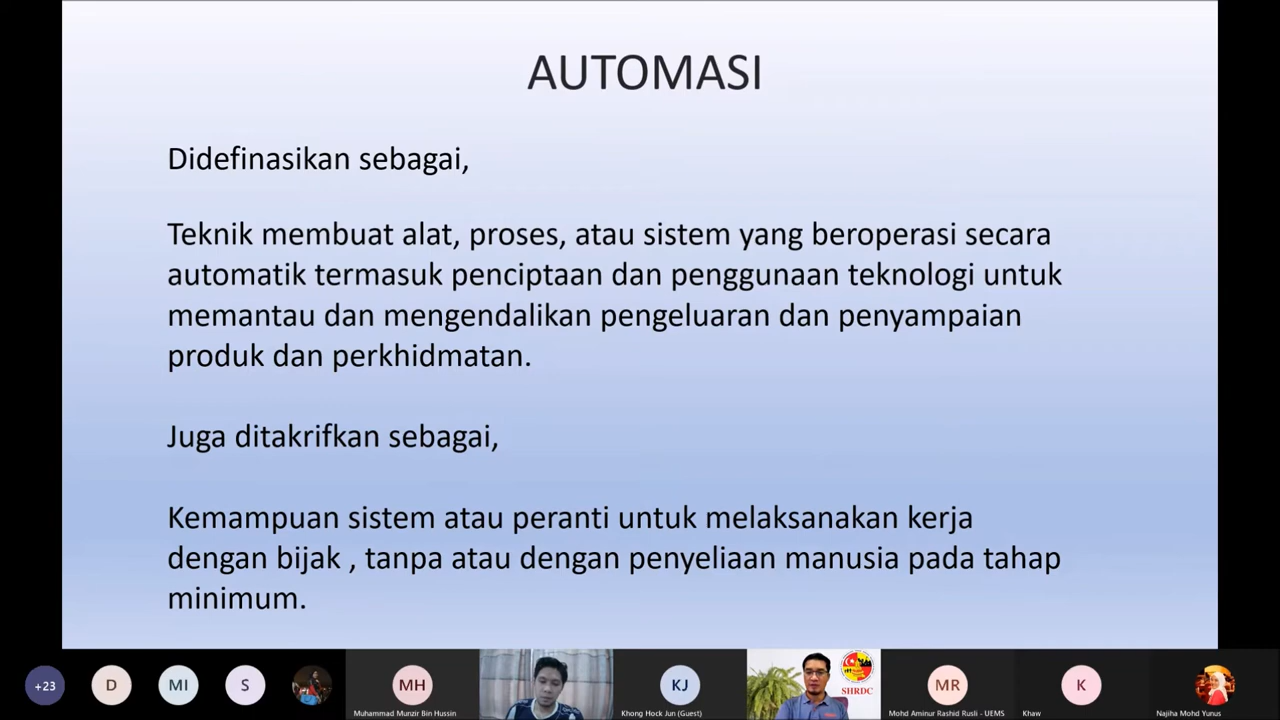 AUTOMASI
Didefinasikan sebagai,
Teknik membuat alat, proses, atau sistem yang beroperasi secara
automatik termasuk penciptaan dan penggunaan teknologi untuk
memantau dan mengendalikan pengeluaran dan penyampaian
produk dan perkhidmatan.
Juga ditakrifkan sebagai,
Kemampuan sistem atau peranti untuk melaksanakan kerja
dengan bijak , tanpa atau dengan penyeliaan manusia pada tahap
minimum.
+23
D
MI
S
MH
Muhammad Munzir Bin Hussin
KJ
Khong Hock Jun (Guest)
SHRDC
MR
Mohd Aminur Rashid Rusli - UEMS
K
Khaw
Najiha Mohd Yunus